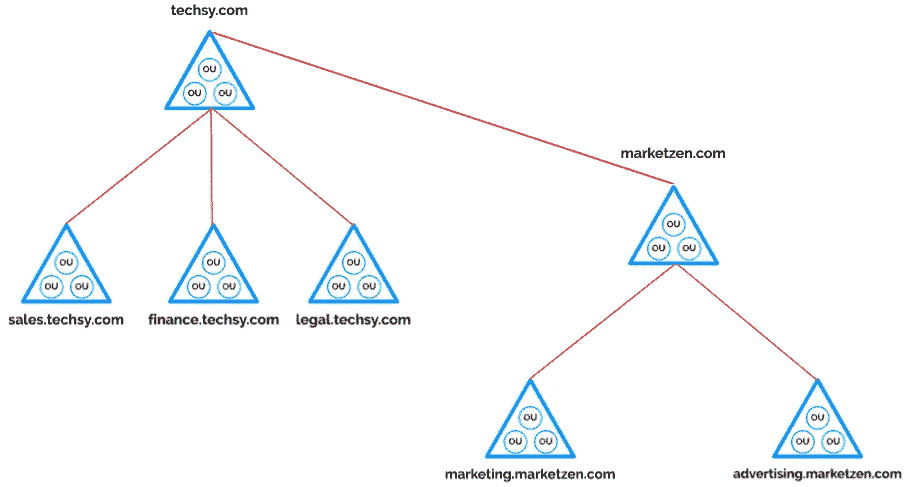 techsy.com
OU
OU OU
marketzen.com
OU
OU OU
OU
OU OU
OU
OU OU
OU
OU OU
sales.techsy.com
finance.techsy.com
legal.techsy.com
OU
OU OU
OU
OU OU
marketing.marketzen.com
advertising.marketzen.com